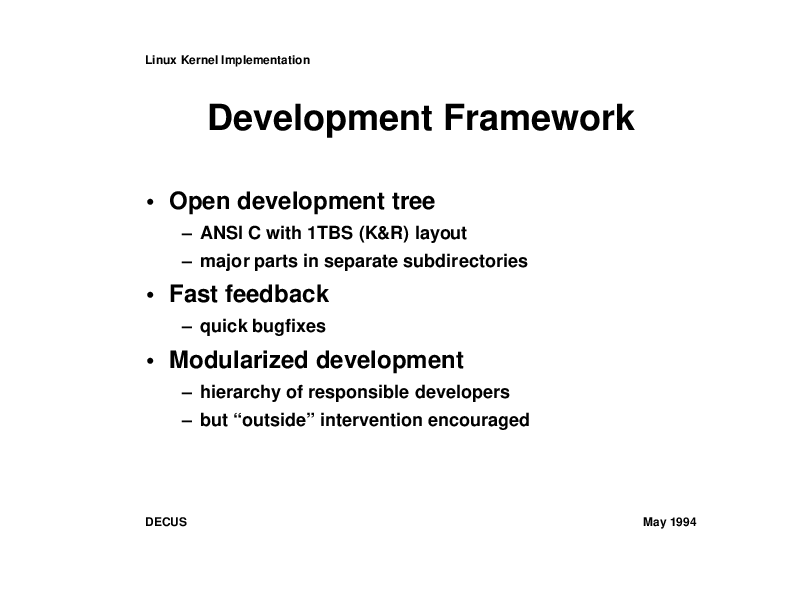 Linux Kernel Implementation
Development Framework
• Open development tree
– ANSI C with 1TBS (K&R) layout
– major parts in separate subdirectories
• Fast feedback
– quick bugfixes
• Modularized development
– hierarchy of responsible developers
– but “outside” intervention encouraged
DECUS May 1994